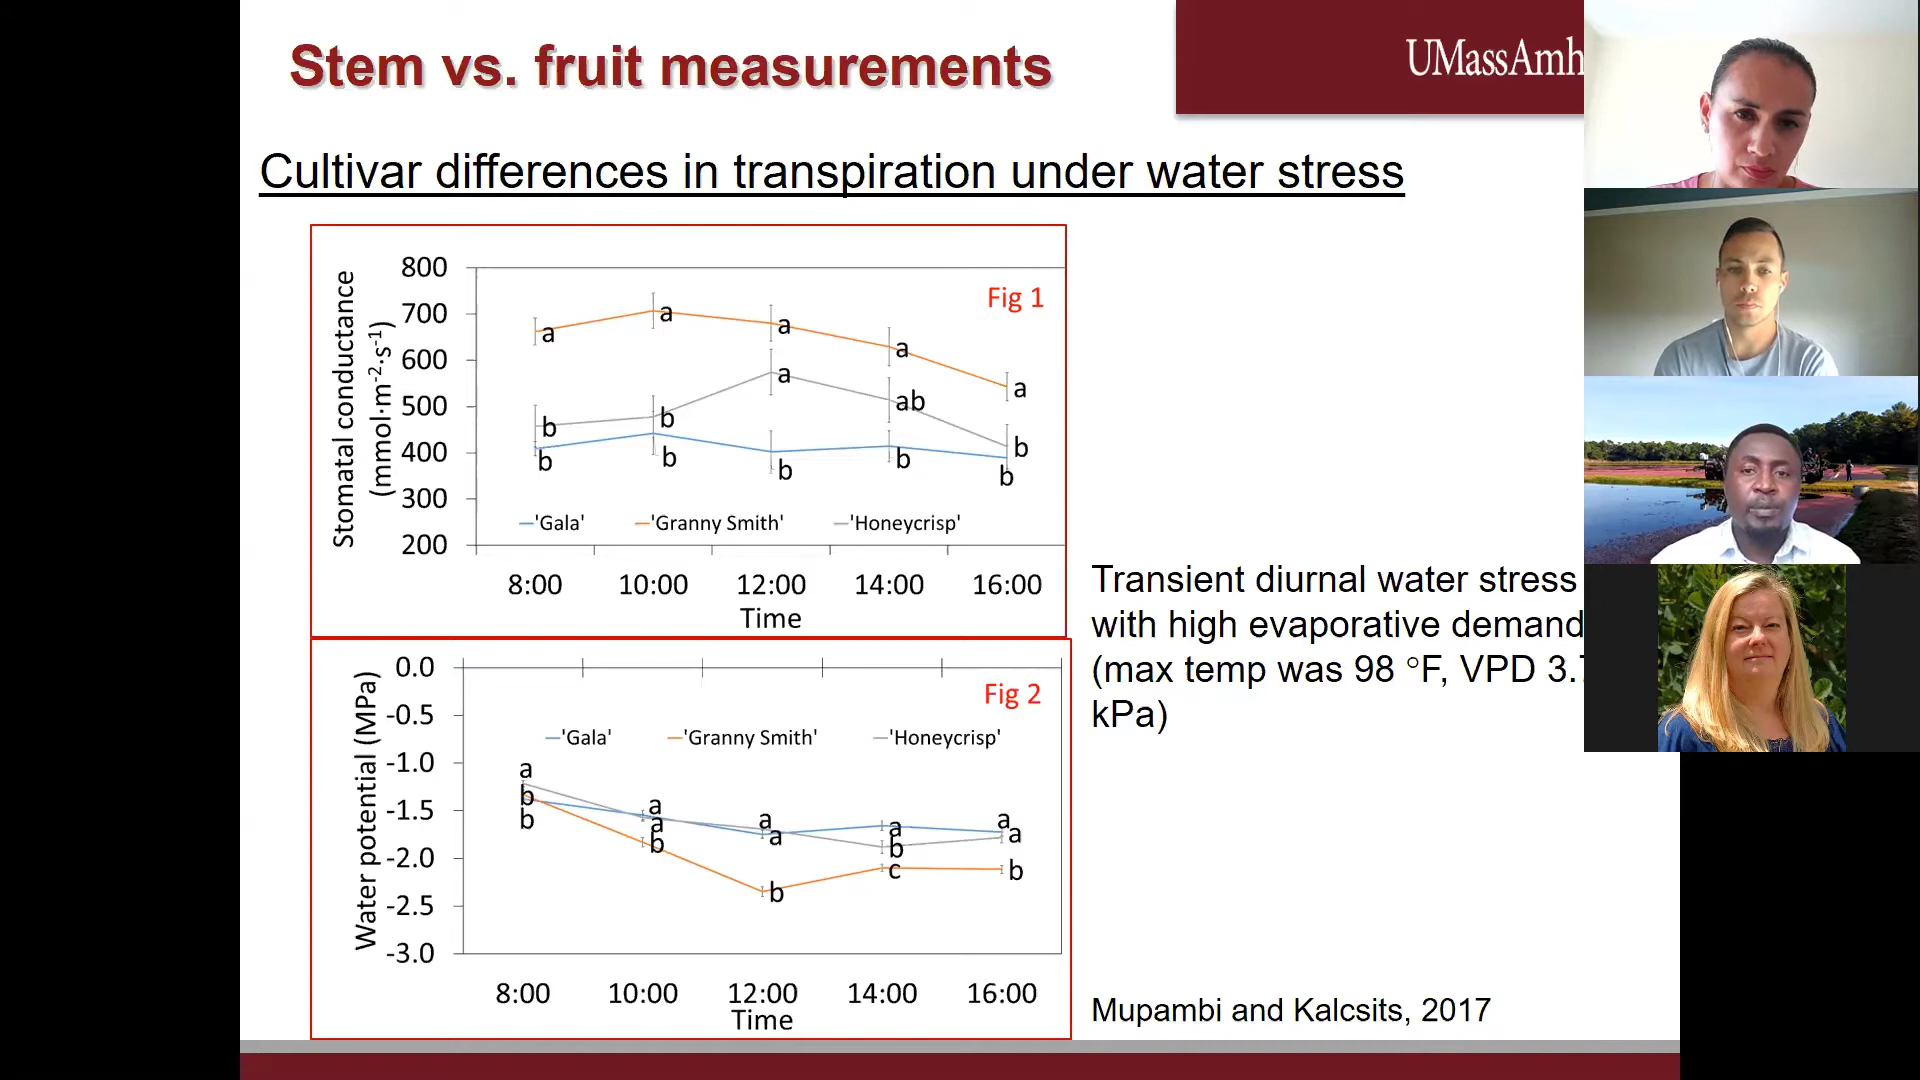 Stem vs. fruit measurements
UMassAmh
Cultivar differences in transpiration under water stress
Stomatal conductance
(mmol·m-2·s-1)
800
700
600
500
400
300
200
Fig 1
a
a
a
a
a
b
b
a
ab
b
b
b
b
b
b
'Gala'
'Granny Smith'
'Honeycrisp'
8:00
10:00
12:00
14:00
16:00
Time
Transient diurnal water stress
with high evaporative demand
(max temp was 98 °F, VPD 3.7
kPa)
Water potential (MPa)
0.0
-0.5
-1.0
-1.5
-2.0
-2.5
-3.0
Fig 2
'Gala'
'Granny Smith'
'Honeycrisp'
a
b
b
a
a
b
a
a
b
a
b
c
a
a
b
8:00
10:00
12:00
14:00
16:00
Time
Mupambi and Kalcsits, 2017